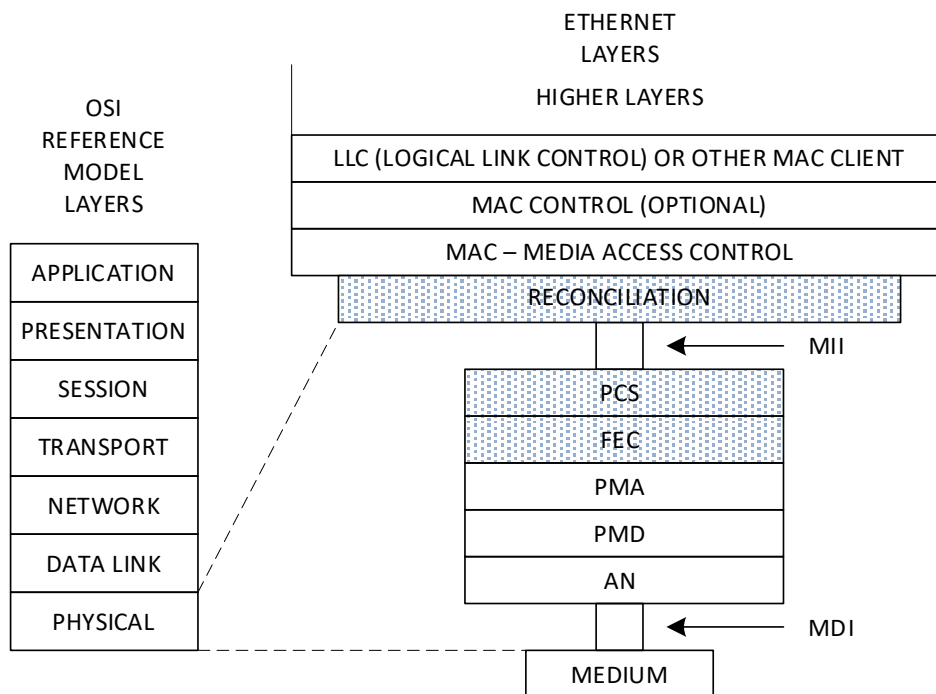 ETHERNET
LAYERS
HIGHER LAYERS
OSI
REFERENCE
MODEL
LAYERS
LLC (LOGICAL LINK CONTROL) OR OTHER MAC CLIENT
MAC CONTROL (OPTIONAL)
MAC – MEDIA ACCESS CONTROL
RECONCILIATION
MII
PCS
FEC
PMA
PMD
AN
MDI
MEDIUM
APPLICATION
PRESENTATION
SESSION
TRANSPORT
NETWORK
DATA LINK
PHYSICAL